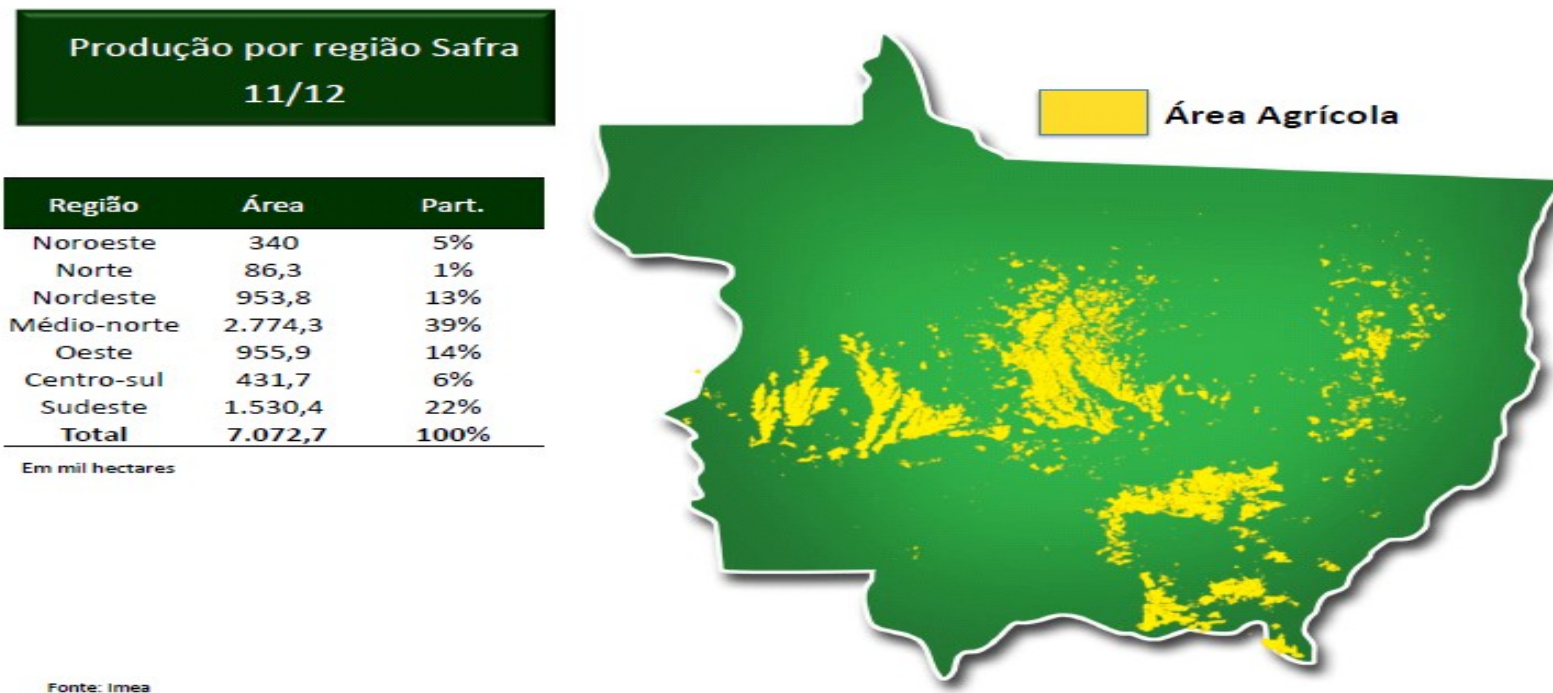 Produção por região Safra
11/12
Área Agrícola
Região Área Part.
Noroeste 340 5%
Norte 86,3 1%
Nordeste 953,8 13%
Médio-norte 2.774,3 39%
Oeste 955,9 14%
Centro-sul 431,7 6%
Sudeste 1.530,4 22%
Total 7.072,7 100%
Em mil hectares
Fonte: Imea